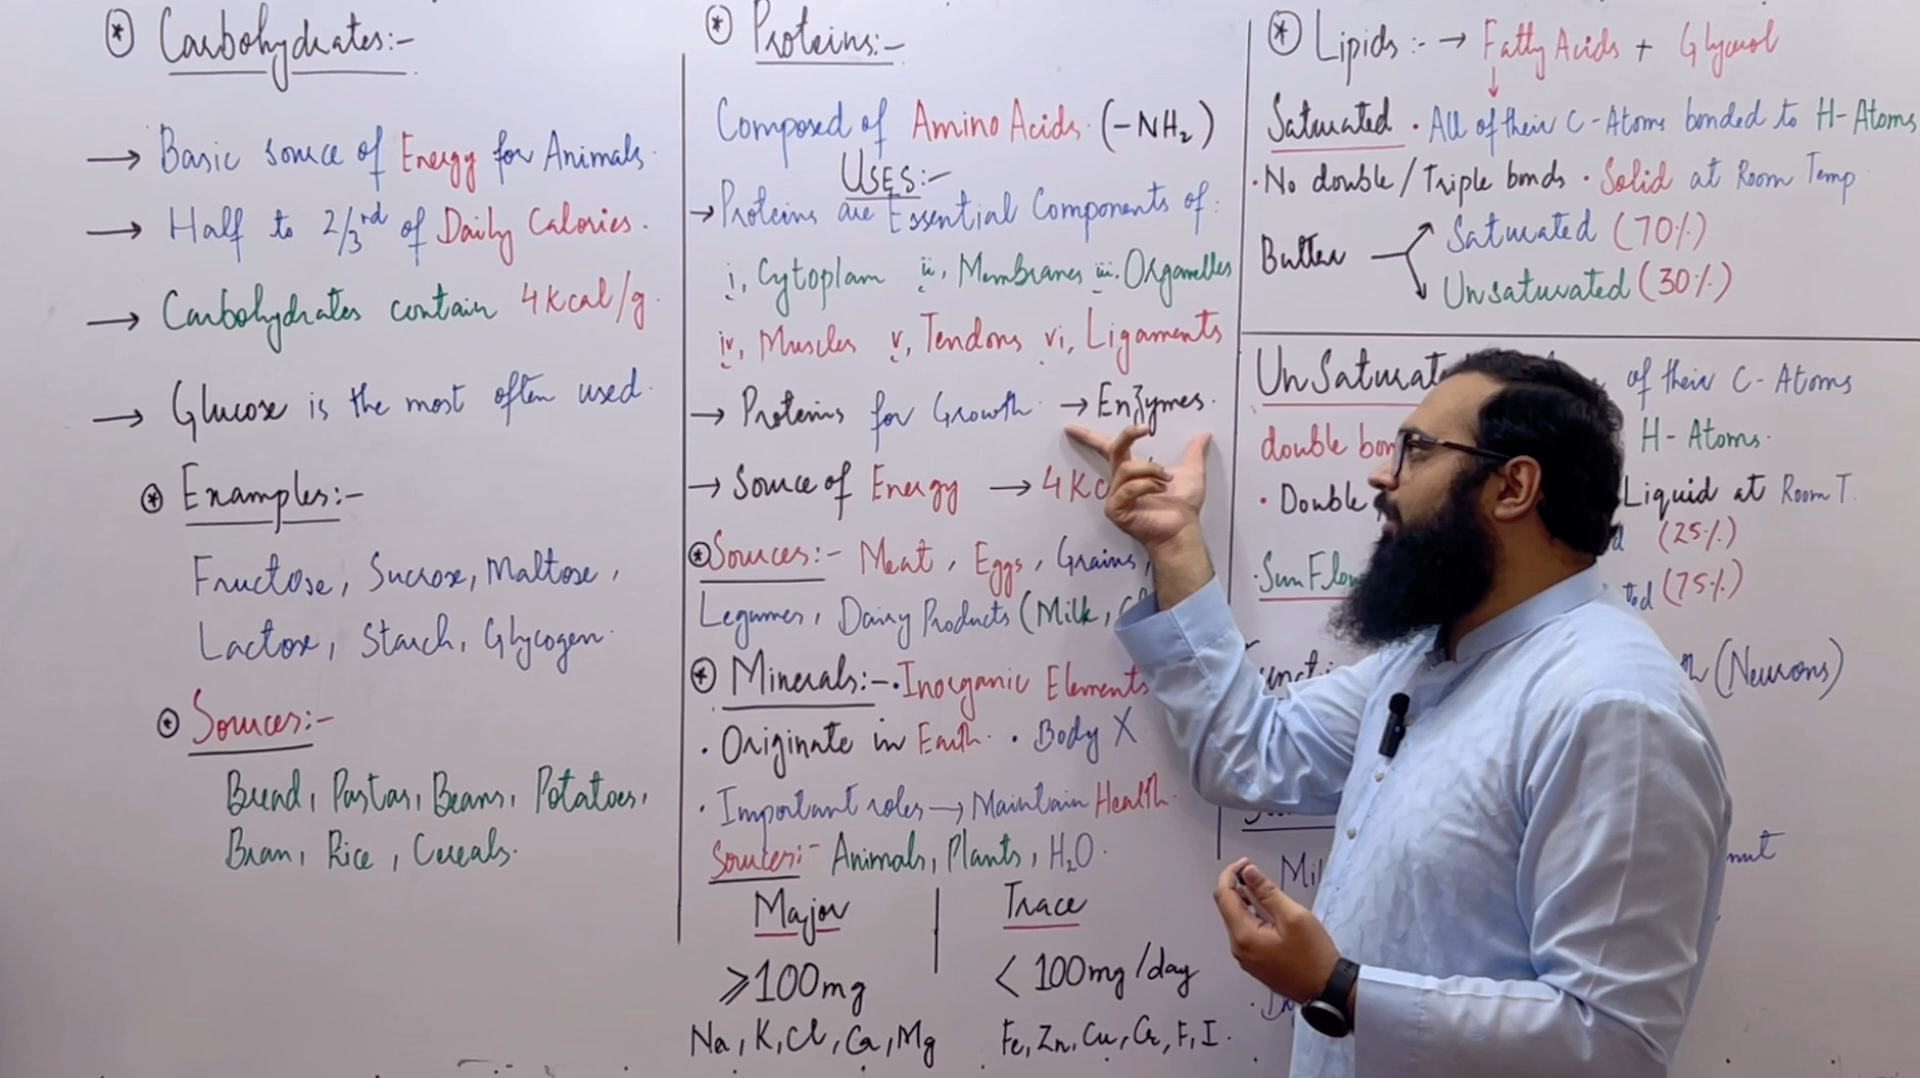 * Carbohydrates:-
→ Basic source of Energy for Animals.
→ Half to 2/3rd of Daily Calories.
→ Carbohydrates contain 4Kcal/g.
→ Glucose is the most often used.
* Examples:-
Fructose, Sucrose, Maltose,
Lactose, Starch, Glycogen.
* Sources:-
Bread, Pastas, Beans, Potatoes,
Bran, Rice, Cereals.
* Proteins:-
Composed of Amino Acids. (-NH2)
USES:-
→ Proteins are Essential Components of:
i, Cytoplam ii, Membranes iii. Organelles
iv, Muscles v, Tendons vi, Ligaments
→ Proteins for Growth. → Enzymes.
→ Source of Energy → 4Kc
* Sources:- Meat, Eggs, Grains,
Legumes, Dairy Products (Milk,
* Minerals:- . Inorganic Elements
. Originate in Earth. . Body X
. Important roles → Maintain Health.
Sources:- Animals, Plants, H2O.
Major
⩾100mg
Na, K, Cl, Ca, Mg
Trace
< 100mg/day
Fe, Zn, Cu, Cr, F, I.
* Lipids:- → Fatty Acids + Glycerol
↓
Saturated . All of their C-Atoms bonded to H-Atoms
. No double/Triple bonds . Solid at Room Temp
Butter Saturated (70%)
Unsaturated (30%)
UnSaturat of their C-Atoms
double bon H-Atoms.
. Double Liquid at Room T.
(25%)
. SunFlo ted (75%)
(Neurons)
Mil nut